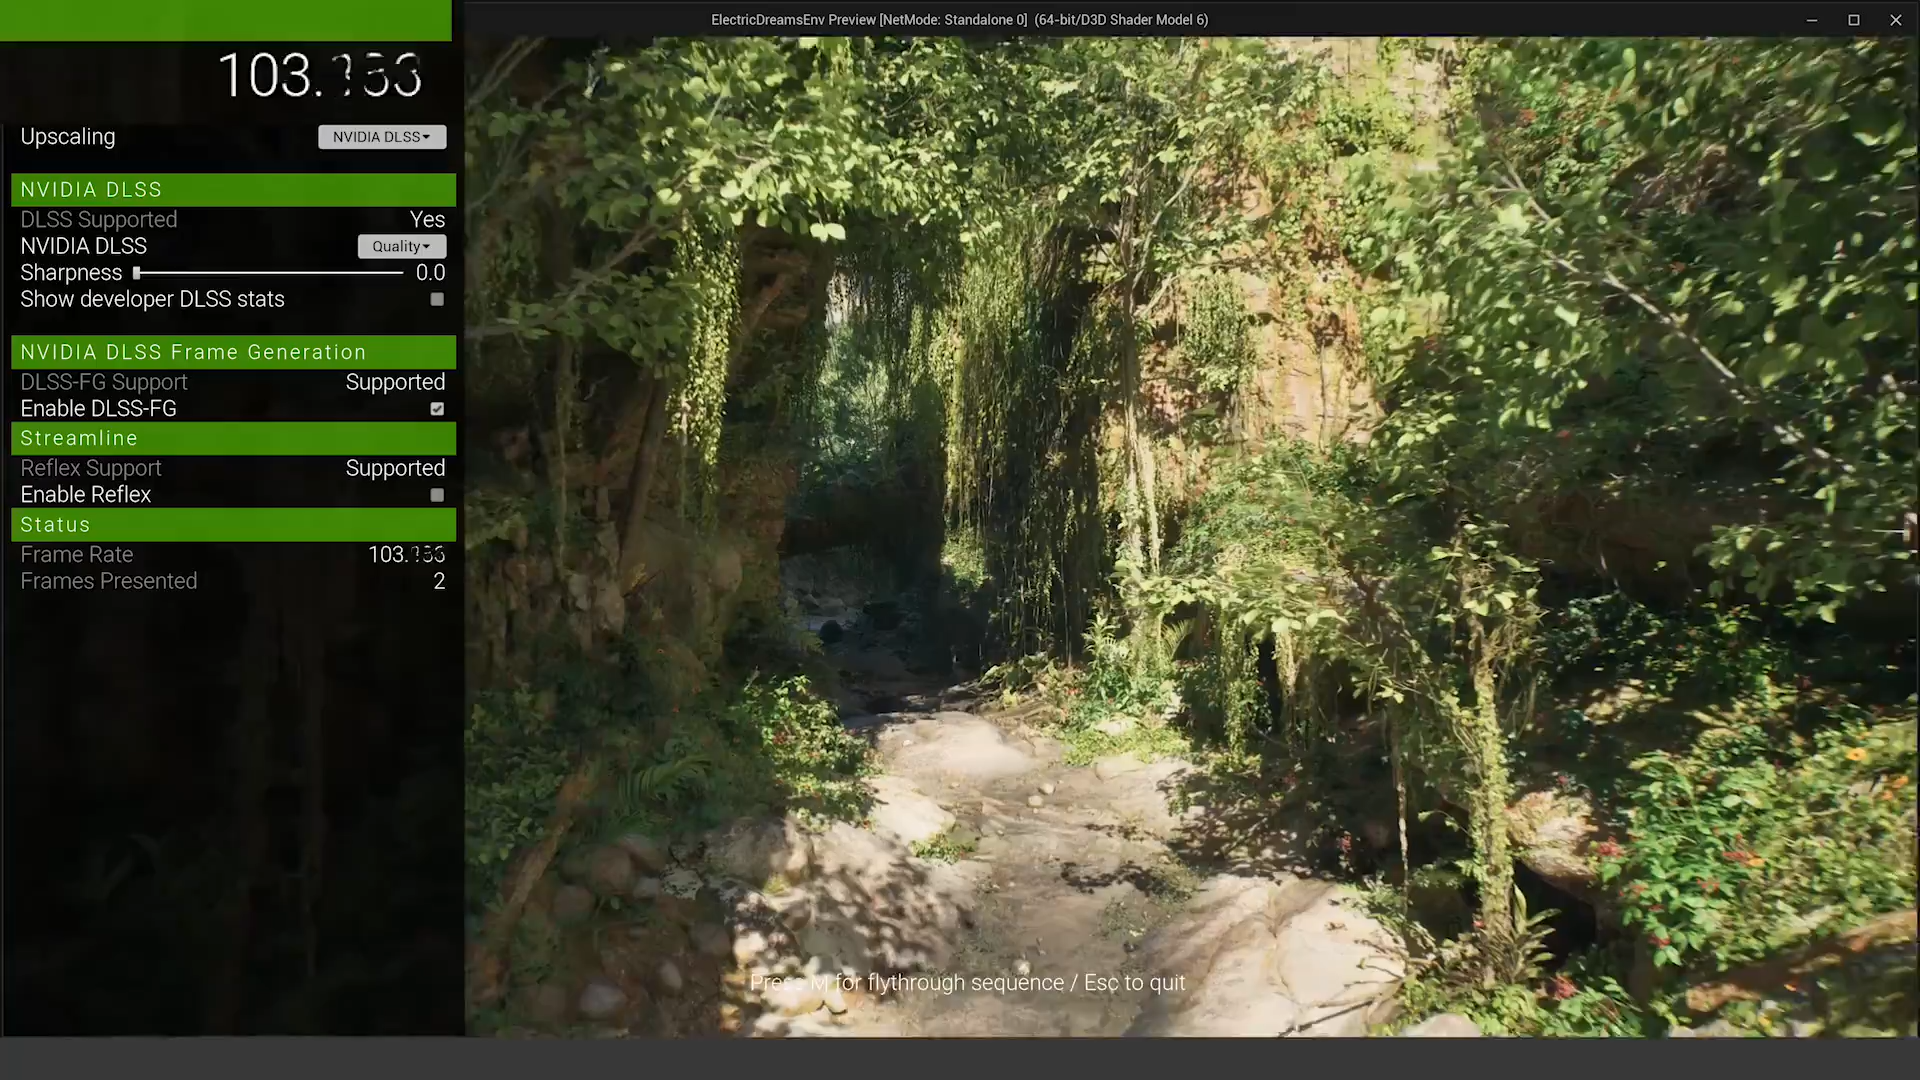 ElectricDreamsEnv Preview [NetMode: Standalone 0] (64-bit/D3D Shader Model 6)
103.
Upscaling NVIDIA DLSS
NVIDIA DLSS
DLSS Supported Yes
NVIDIA DLSS Quality
Sharpness 0.0
Show developer DLSS stats
NVIDIA DLSS Frame Generation
DLSS-FG Support Supported
Enable DLSS-FG
Streamline
Reflex Support Supported
Enable Reflex
Status
Frame Rate 103.
Frames Presented 2
Press M for flythrough sequence / Esc to quit